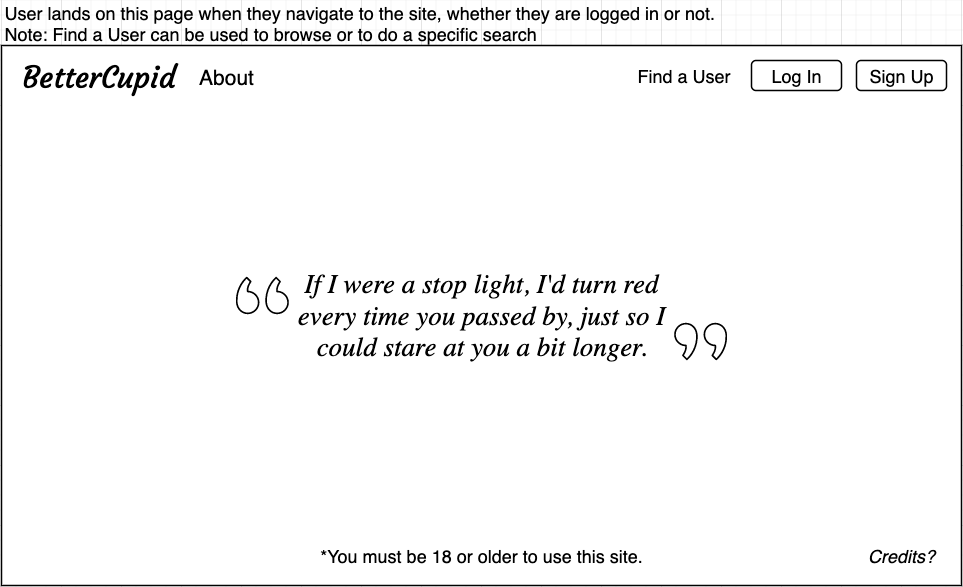 User lands on this page when they navigate to the site, whether they are logged in or not.
Note: Find a User can be used to browse or to do a specific search
BetterCupid About Find a User Log In Sign Up
If I were a stop light, I'd turn red
every time you passed by, just so I
could stare at you a bit longer.
*You must be 18 or older to use this site. Credits?